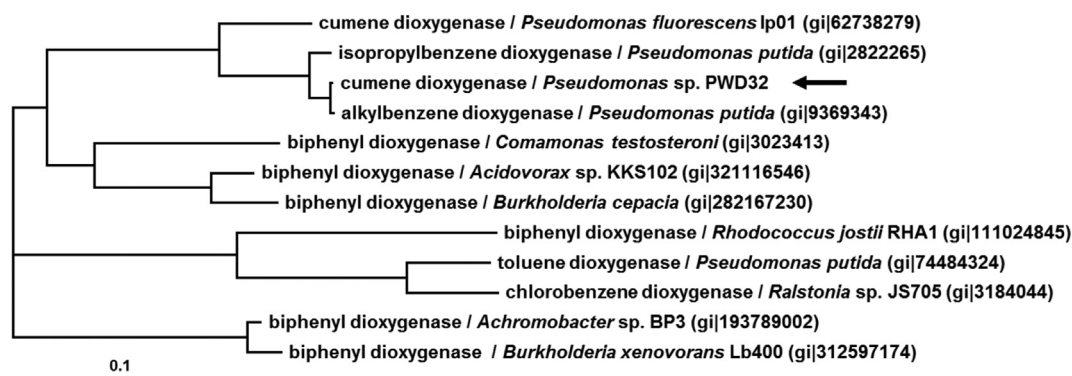 cumene dioxygenase / Pseudomonas fluorescens Ip01 (gi|62738279)
isopropylbenzene dioxygenase / Pseudomonas putida (gi|2822265)
cumene dioxygenase / Pseudomonas sp. PWD32
alkylbenzene dioxygenase / Pseudomonas putida (gi|9369343)
biphenyl dioxygenase / Comamonas testosteroni (gi|3023413)
biphenyl dioxygenase / Acidovorax sp. KKS102 (gi|321116546)
biphenyl dioxygenase / Burkholderia cepacia (gi|282167230)
biphenyl dioxygenase / Rhodococcus jostii RHA1 (gi|111024845)
toluene dioxygenase / Pseudomonas putida (gi|74484324)
chlorobenzene dioxygenase / Ralstonia sp. JS705 (gi|3184044)
biphenyl dioxygenase / Achromobacter sp. BP3 (gi|193789002)
biphenyl dioxygenase / Burkholderia xenovorans Lb400 (gi|312597174)
0.1